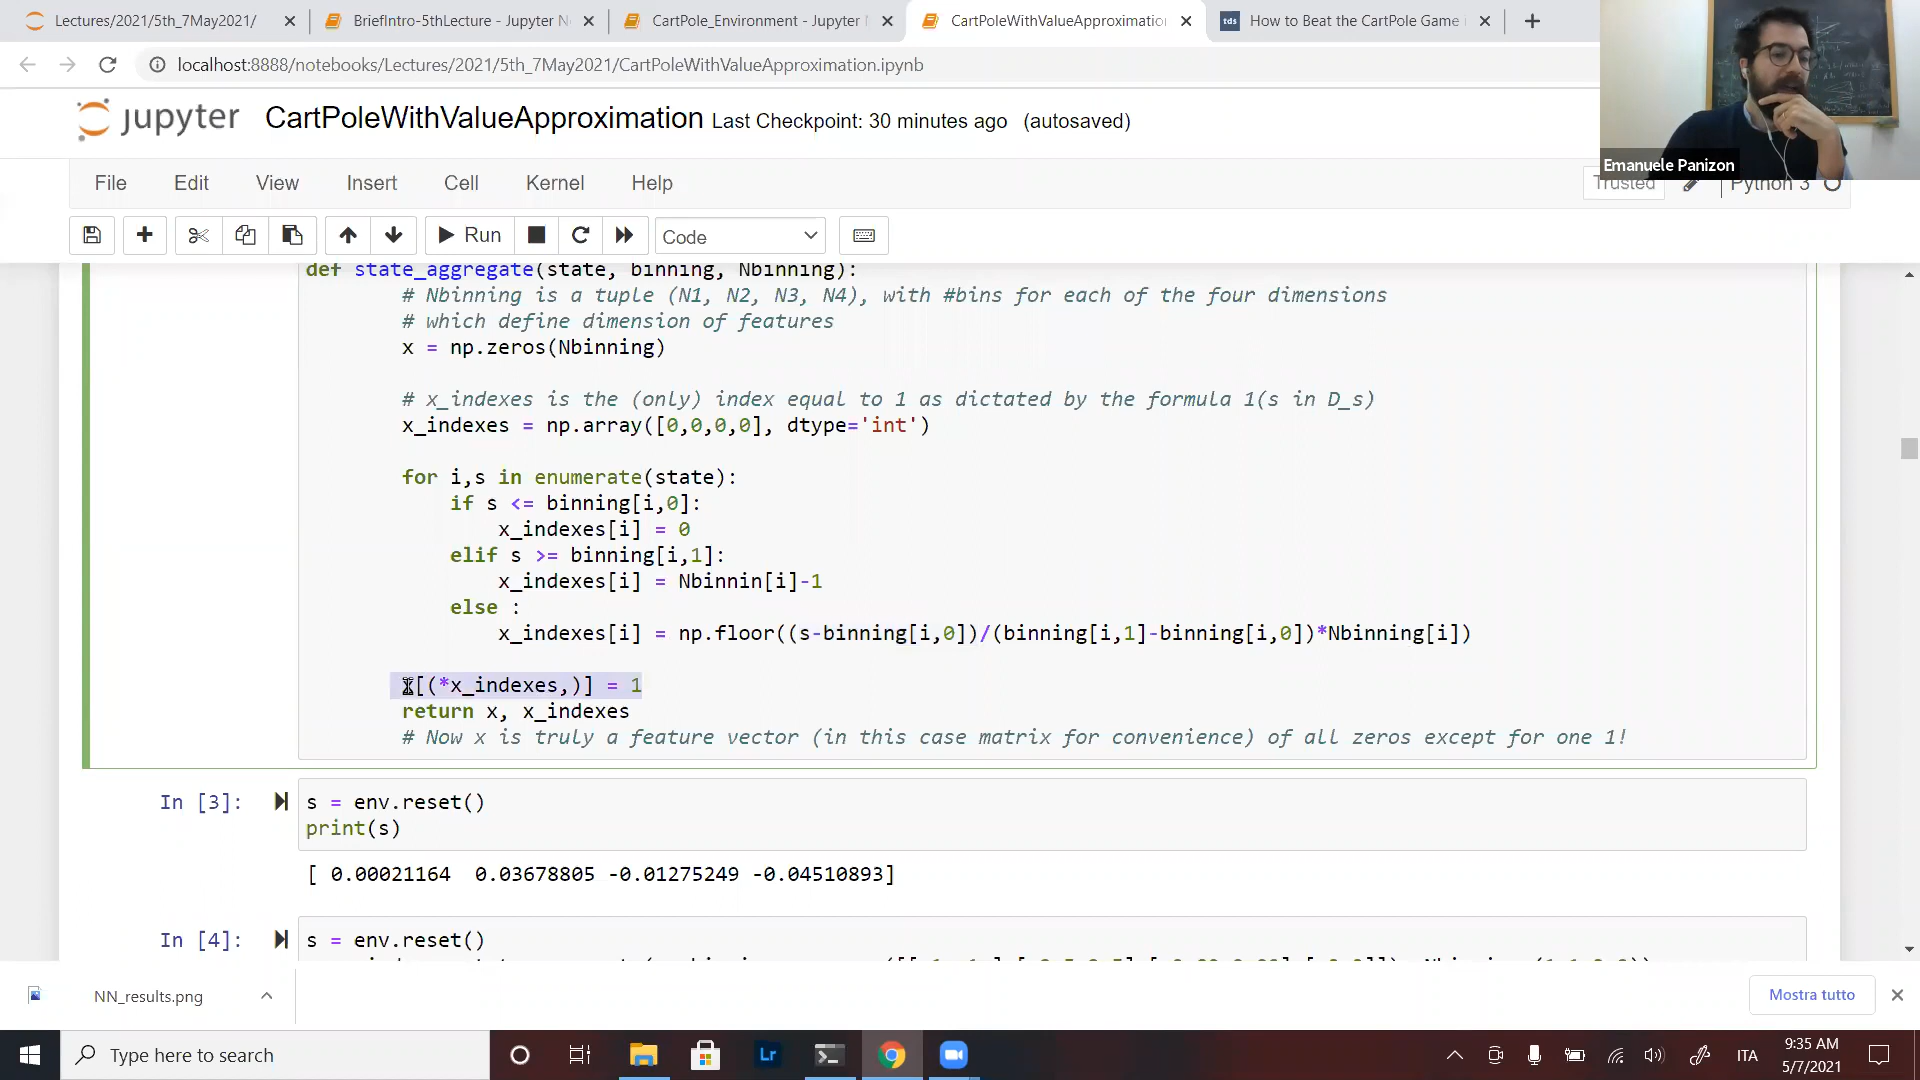 Lectures/2021/5th_7May2021/
BriefIntro-5thLecture - Jupyter N
CartPole_Environment - Jupyter
CartPoleWithValueApproximatio
tds How to Beat the CartPole Game i
localhost:8888/notebooks/Lectures/2021/5th_7May2021/CartPoleWithValueApproximation.ipynb
jupyter CartPoleWithValueApproximation Last Checkpoint: 30 minutes ago (autosaved)
Emanuele Panizon
File Edit View Insert Cell Kernel Help
Trusted Python 3
Run Code
def state_aggregate(state, binning, Nbinning):
# Nbinning is a tuple (N1, N2, N3, N4), with #bins for each of the four dimensions
# which define dimension of features
x = np.zeros(Nbinning)
# x_indexes is the (only) index equal to 1 as dictated by the formula 1(s in D_s)
x_indexes = np.array([0,0,0,0], dtype='int')
for i,s in enumerate(state):
if s <= binning[i,0]:
x_indexes[i] = 0
elif s >= binning[i,1]:
x_indexes[i] = Nbinnin[i]-1
else :
x_indexes[i] = np.floor((s-binning[i,0])/(binning[i,1]-binning[i,0])*Nbinning[i])
x[(*x_indexes,)] = 1
return x, x_indexes
# Now x is truly a feature vector (in this case matrix for convenience) of all zeros except for one 1!
In [3]:
s = env.reset()
print(s)
[ 0.00021164  0.03678805 -0.01275249 -0.04510893]
In [4]:
s = env.reset()
NN_results.png
Mostra tutto
Type here to search
Lr
ITA
9:35 AM
5/7/2021